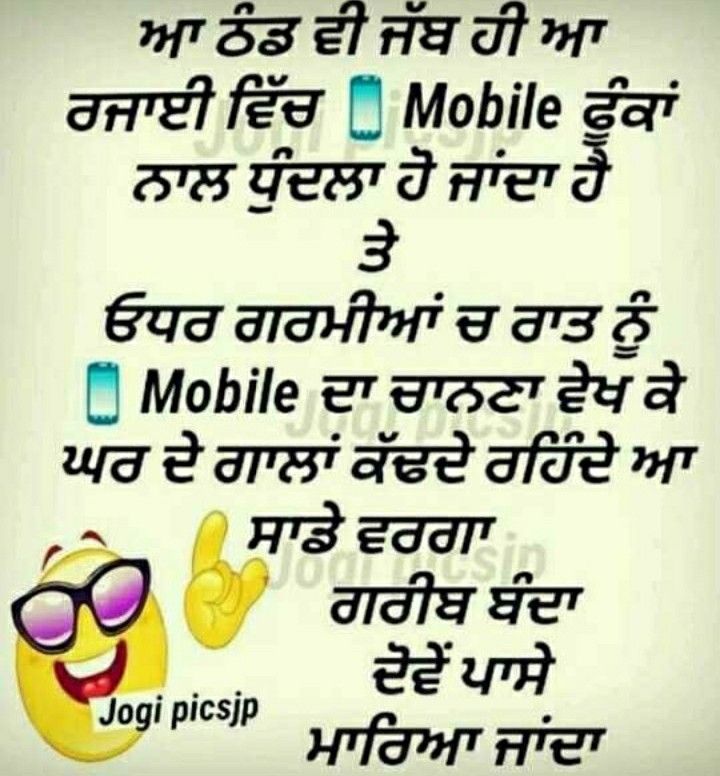 ਆ ਠੰਡ ਵੀ ਜੱਬ ਹੀ ਆ
ਰਜਾਈ ਵਿੱਚ Mobile ਫੂੰਕਾਂ
ਨਾਲ ਧੁੰਦਲਾ ਹੋ ਜਾਂਦਾ ਹੈ
ਤੇ
ਓਧਰ ਗਰਮੀਆਂ ਚ ਰਾਤ ਨੂੰ
Mobile ਦਾ ਚਾਨਣਾ ਵੇਖ ਕੇ
ਘਰ ਦੇ ਗਾਲਾਂ ਕੱਢਦੇ ਰਹਿੰਦੇ ਆ
ਸਾਡੇ ਵਰਗਾ
ਗਰੀਬ ਬੰਦਾ
ਦੋਵੇਂ ਪਾਸੇ
ਮਾਰਿਆ ਜਾਂਦਾ
Jogi picsjp